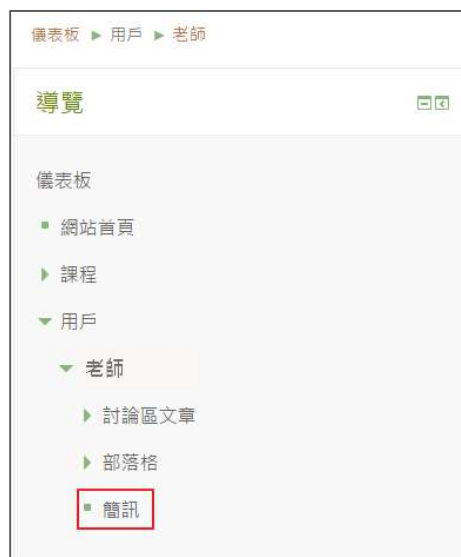 儀表板 ► 用戶 ► 老師
導覽
儀表板
網站首頁
課程
用戶
老師
討論區文章
部落格
簡訊